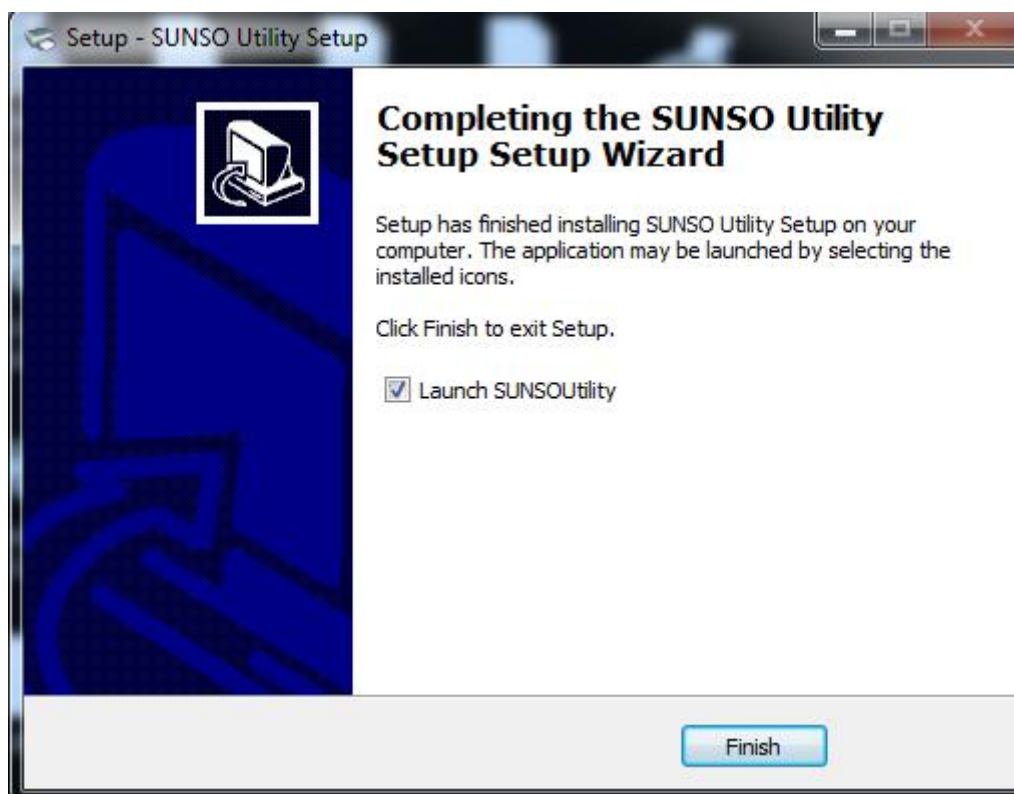 Setup - SUNSO Utility Setup
Completing the SUNSO Utility
Setup Setup Wizard
Setup has finished installing SUNSO Utility Setup on your
computer. The application may be launched by selecting the
installed icons.
Click Finish to exit Setup.
Launch SUNSOUtility
Finish